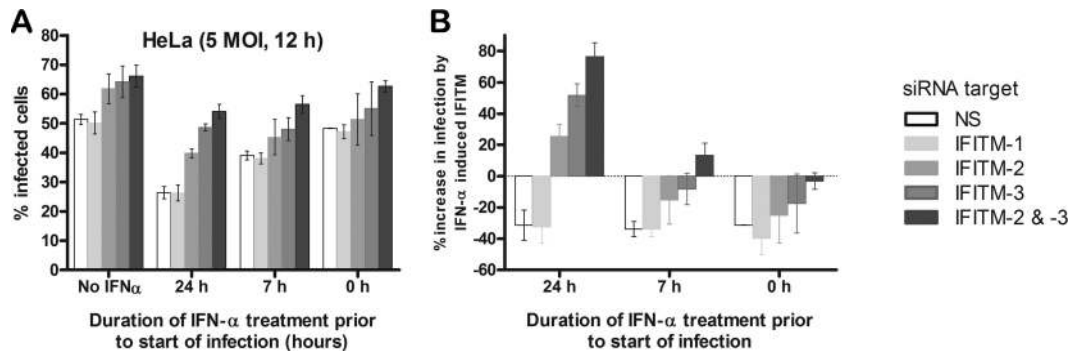 A
HeLa (5 MOI, 12 h)
% infected cells
80
70
60
50
40
30
20
10
0
No IFNα
24 h
7 h
0 h
Duration of IFN-α treatment prior
to start of infection (hours)
B
% increase in infection by
IFN-α induced IFITM
80
60
40
20
0
-20
-40
-60
24 h
7 h
0 h
Duration of IFN-α treatment prior
to start of infection
siRNA target
NS
IFITM-1
IFITM-2
IFITM-3
IFITM-2 & -3